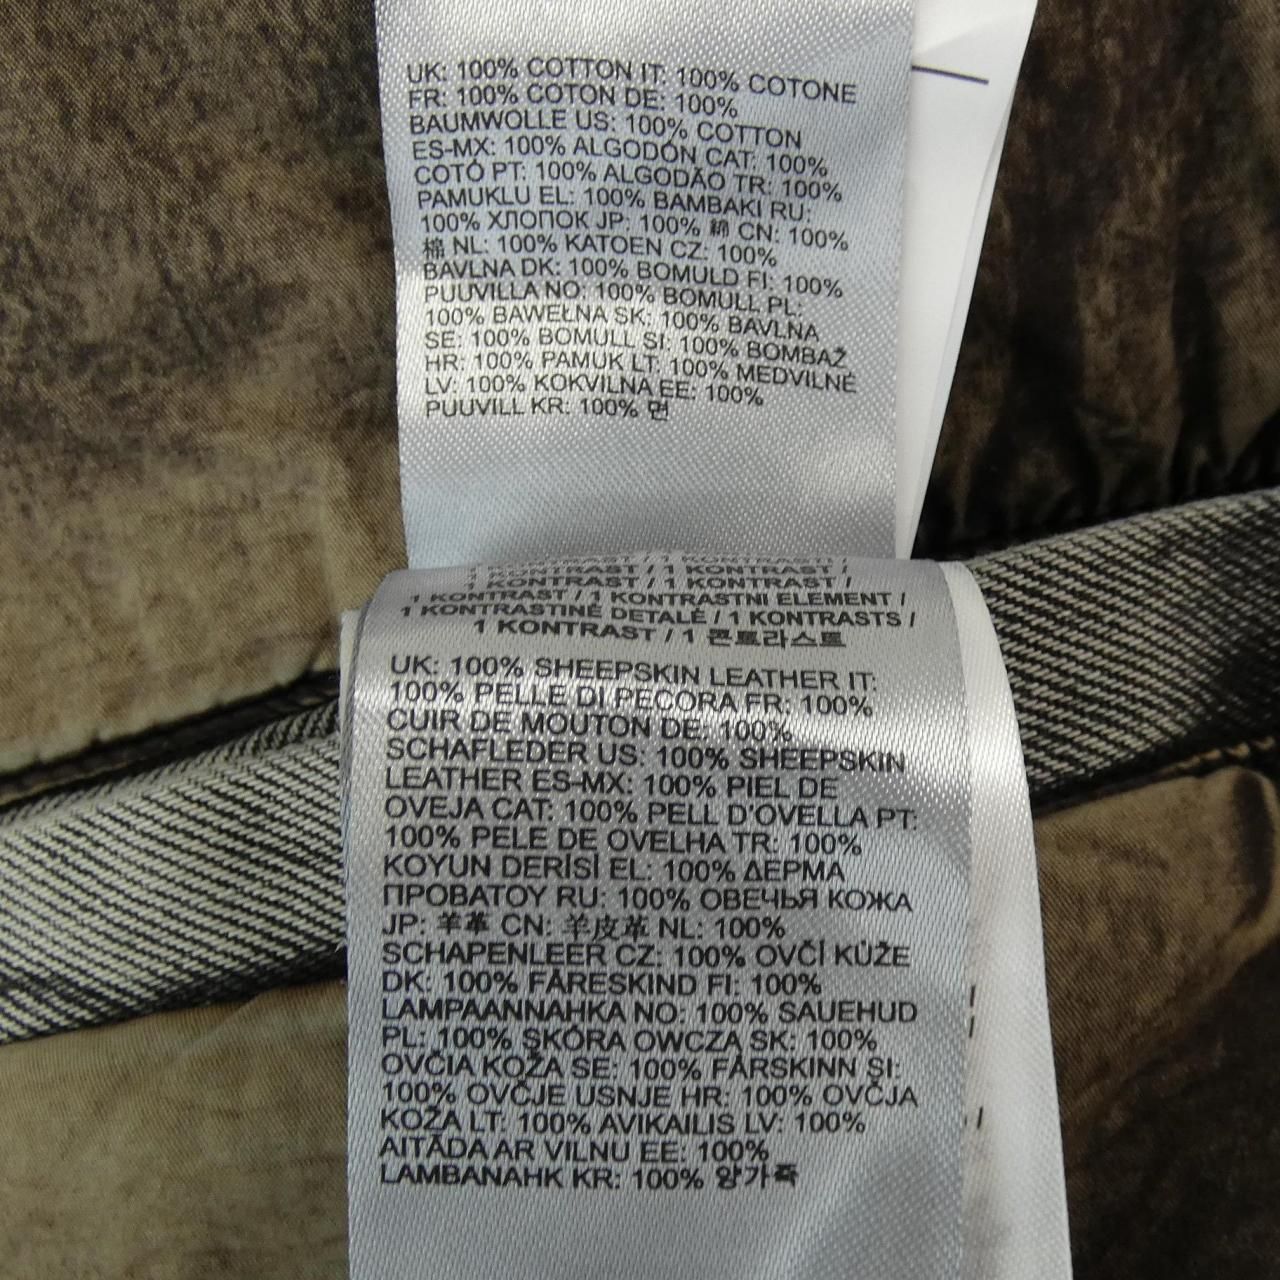 UK: 100% COTTON IT: 100% COTONE
FR: 100% COTON DE: 100%
BAUMWOLLE US: 100% COTTON
ES-MX: 100% ALGODÓN CAT: 100%
COTÓ PT: 100% ALGODÃO TR: 100%
PAMUKLU EL: 100% ΒΑΜΒΑΚΙ RU:
100% ХЛОПОК JP: 100% 綿 CN: 100%
棉 NL: 100% KATOEN CZ: 100%
BAVLNA DK: 100% BOMULD FI: 100%
PUUVILLA NO: 100% BOMULL PL:
100% BAWEŁNA SK: 100% BAVLNA
SE: 100% BOMULL SI: 100% BOMBAŽ
HR: 100% PAMUK LT: 100% MEDVILNĖ
LV: 100% KOKVILNA EE: 100%
PUUVILL KR: 100% 면
1 KONTRAST / 1 KONTRAST /
1 KONTRAST / 1 KONTRAST /
1 KONTRAST / 1 KONTRASTNI ELEMENT /
1 KONTRASTINĖ DETALĖ / 1 KONTRASTS /
1 KONTRAST / 1 콘트라스트
UK: 100% SHEEPSKIN LEATHER IT:
100% PELLE DI PECORA FR: 100%
CUIR DE MOUTON DE: 100%
SCHAFLEDER US: 100% SHEEPSKIN
LEATHER ES-MX: 100% PIEL DE
OVEJA CAT: 100% PELL D'OVELLA PT:
100% PELE DE OVELHA TR: 100%
KOYUN DERİSİ EL: 100% ΔΕΡΜΑ
ΠΡΟΒΑΤΟΥ RU: 100% ОВЕЧЬЯ КОЖА
JP: 羊革 CN: 羊皮革 NL: 100%
SCHAPENLEER CZ: 100% OVČÍ KŮŽE
DK: 100% FÅRESKIND FI: 100%
LAMPAANNAHKA NO: 100% SAUEHUD
PL: 100% SKÓRA OWCZA SK: 100%
OVČIA KOŽA SE: 100% FÅRSKINN SI:
100% OVČJE USNJE HR: 100% OVČJA
KOŽA LT: 100% AVIKAILIS LV: 100%
AITĀDA AR VILNU EE: 100%
LAMBANAHK KR: 100% 양가죽